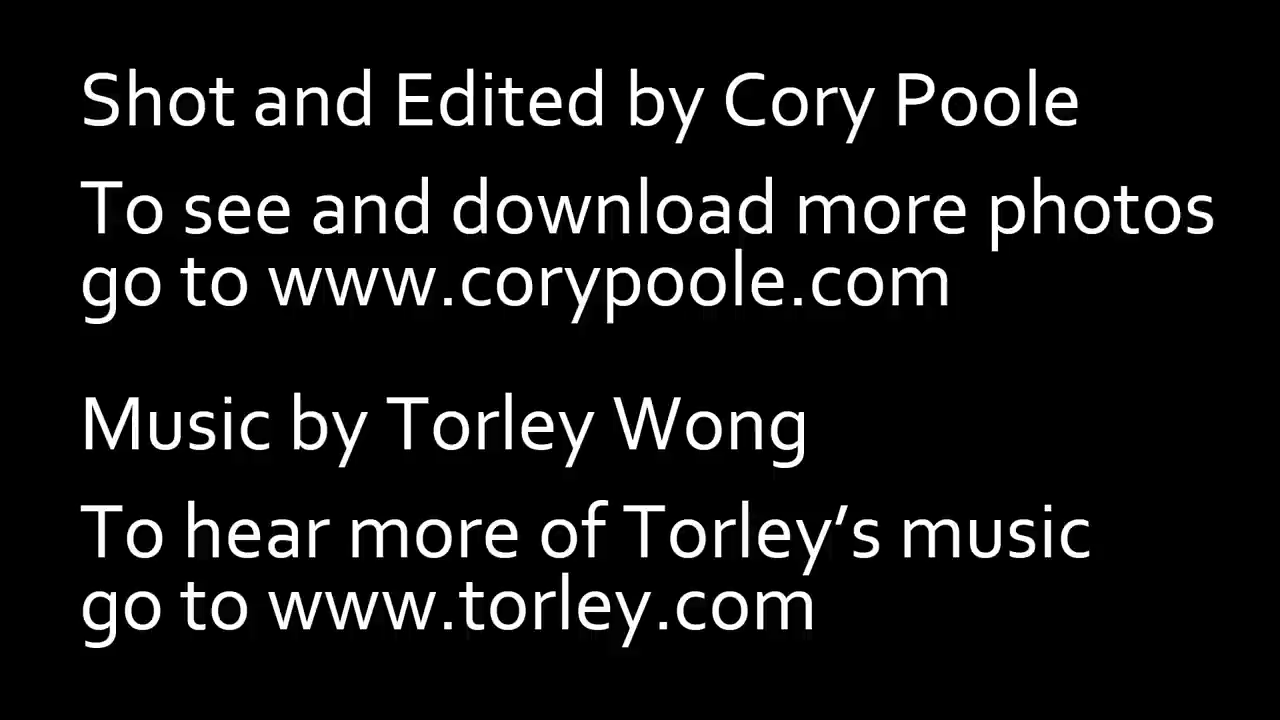 Shot and Edited by Cory Poole
To see and download more photos
go to www.corypoole.com
Music by Torley Wong
To hear more of Torley’s music
go to www.torley.com